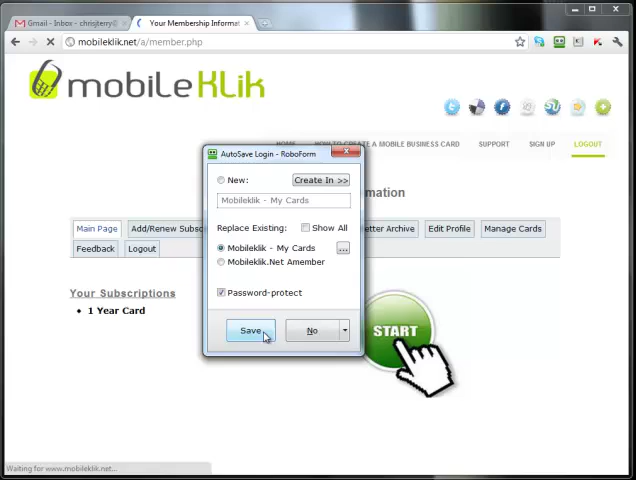 Gmail - Inbox - chrisjterry@
Your Membership Informat
mobileklik.net/a/member.php
mobile Klik
HOME
HOW TO CREATE A MOBILE BUSINESS CARD
SUPPORT
SIGN UP
LOGOUT
AutoSave Login - RoboForm
New:
Create In >>
Mobileklik - My Cards
Replace Existing:
Show All
Mobileklik - My Cards
...
Mobileklik.Net Amember
Password-protect
Save
No
mation
Main Page
Add/Renew Subsc
etter Archive
Edit Profile
Manage Cards
Feedback
Logout
Your Subscriptions
1 Year Card
START
Waiting for www.mobileklik.net...